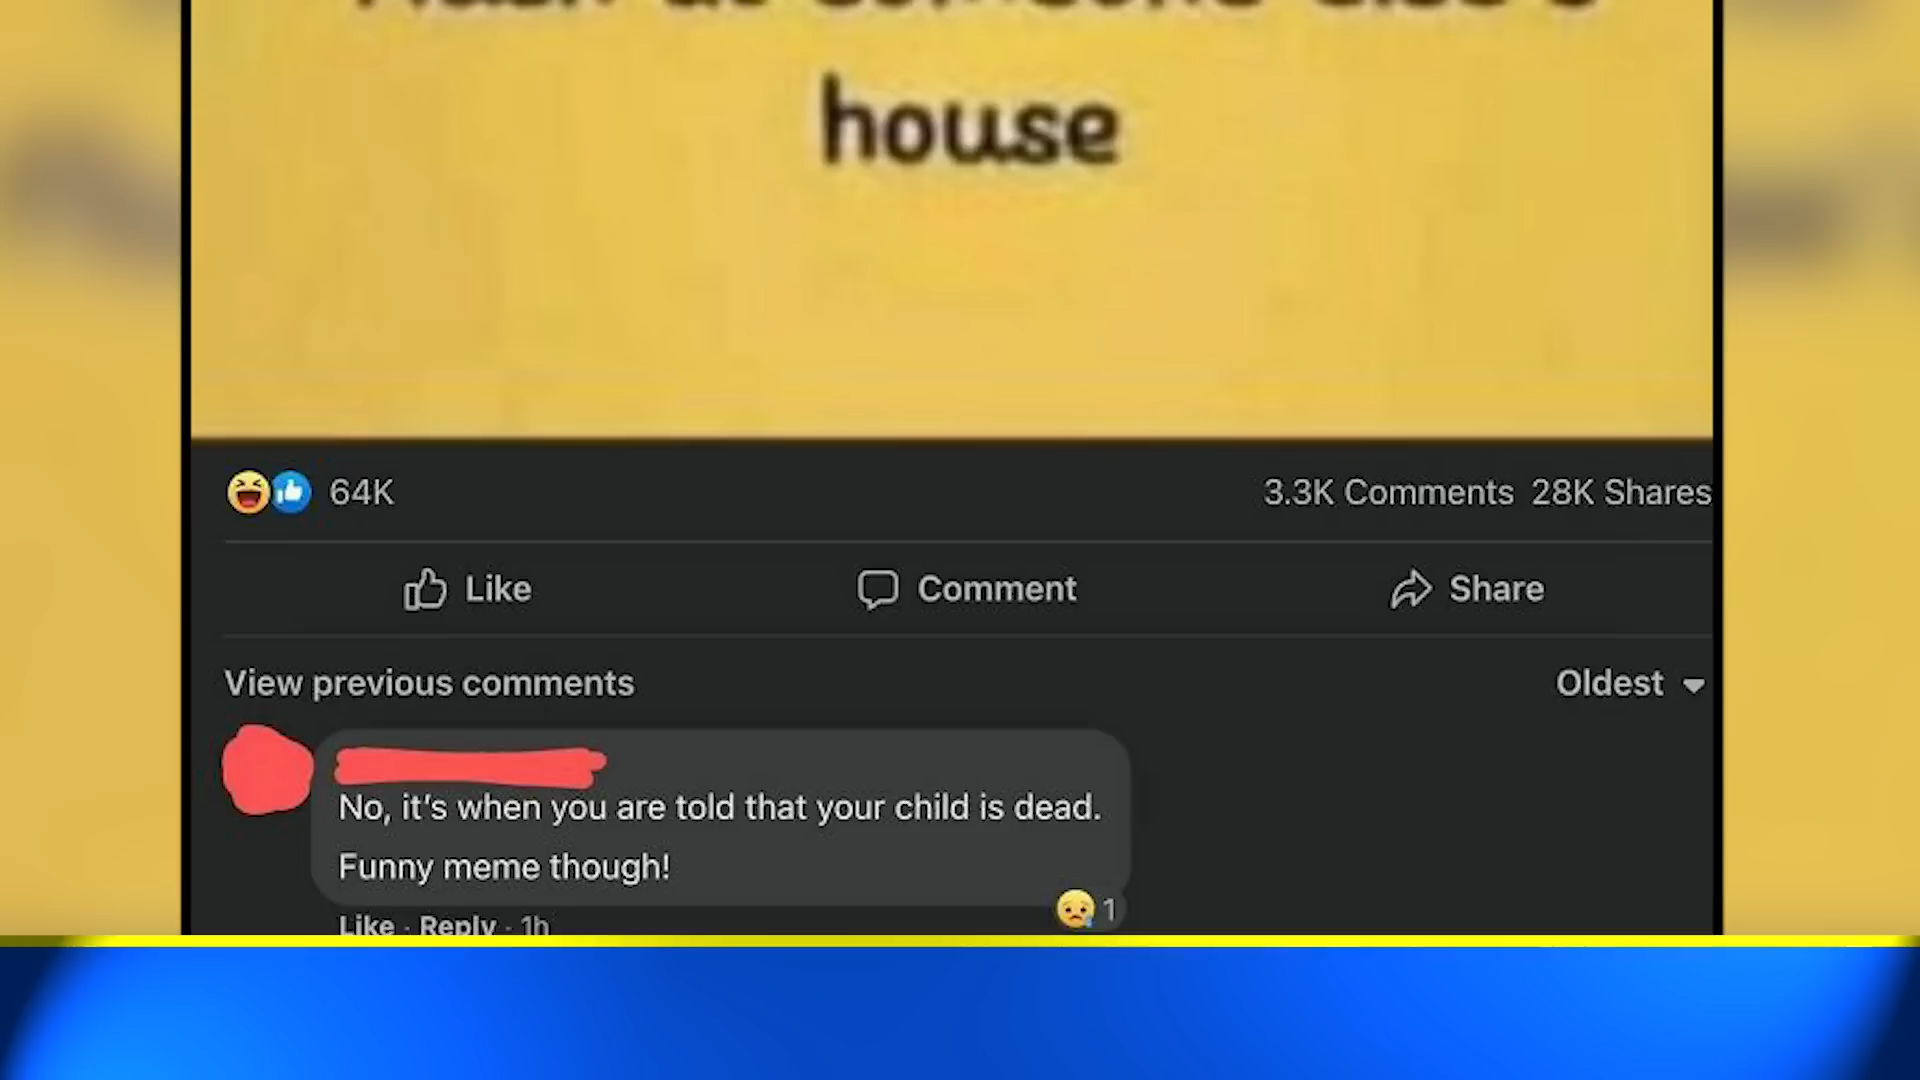 house
64K
3.3K Comments 28K Shares
Like Comment Share
View previous comments Oldest
No, it's when you are told that your child is dead.
Funny meme though!
1
Like · Reply · 1h